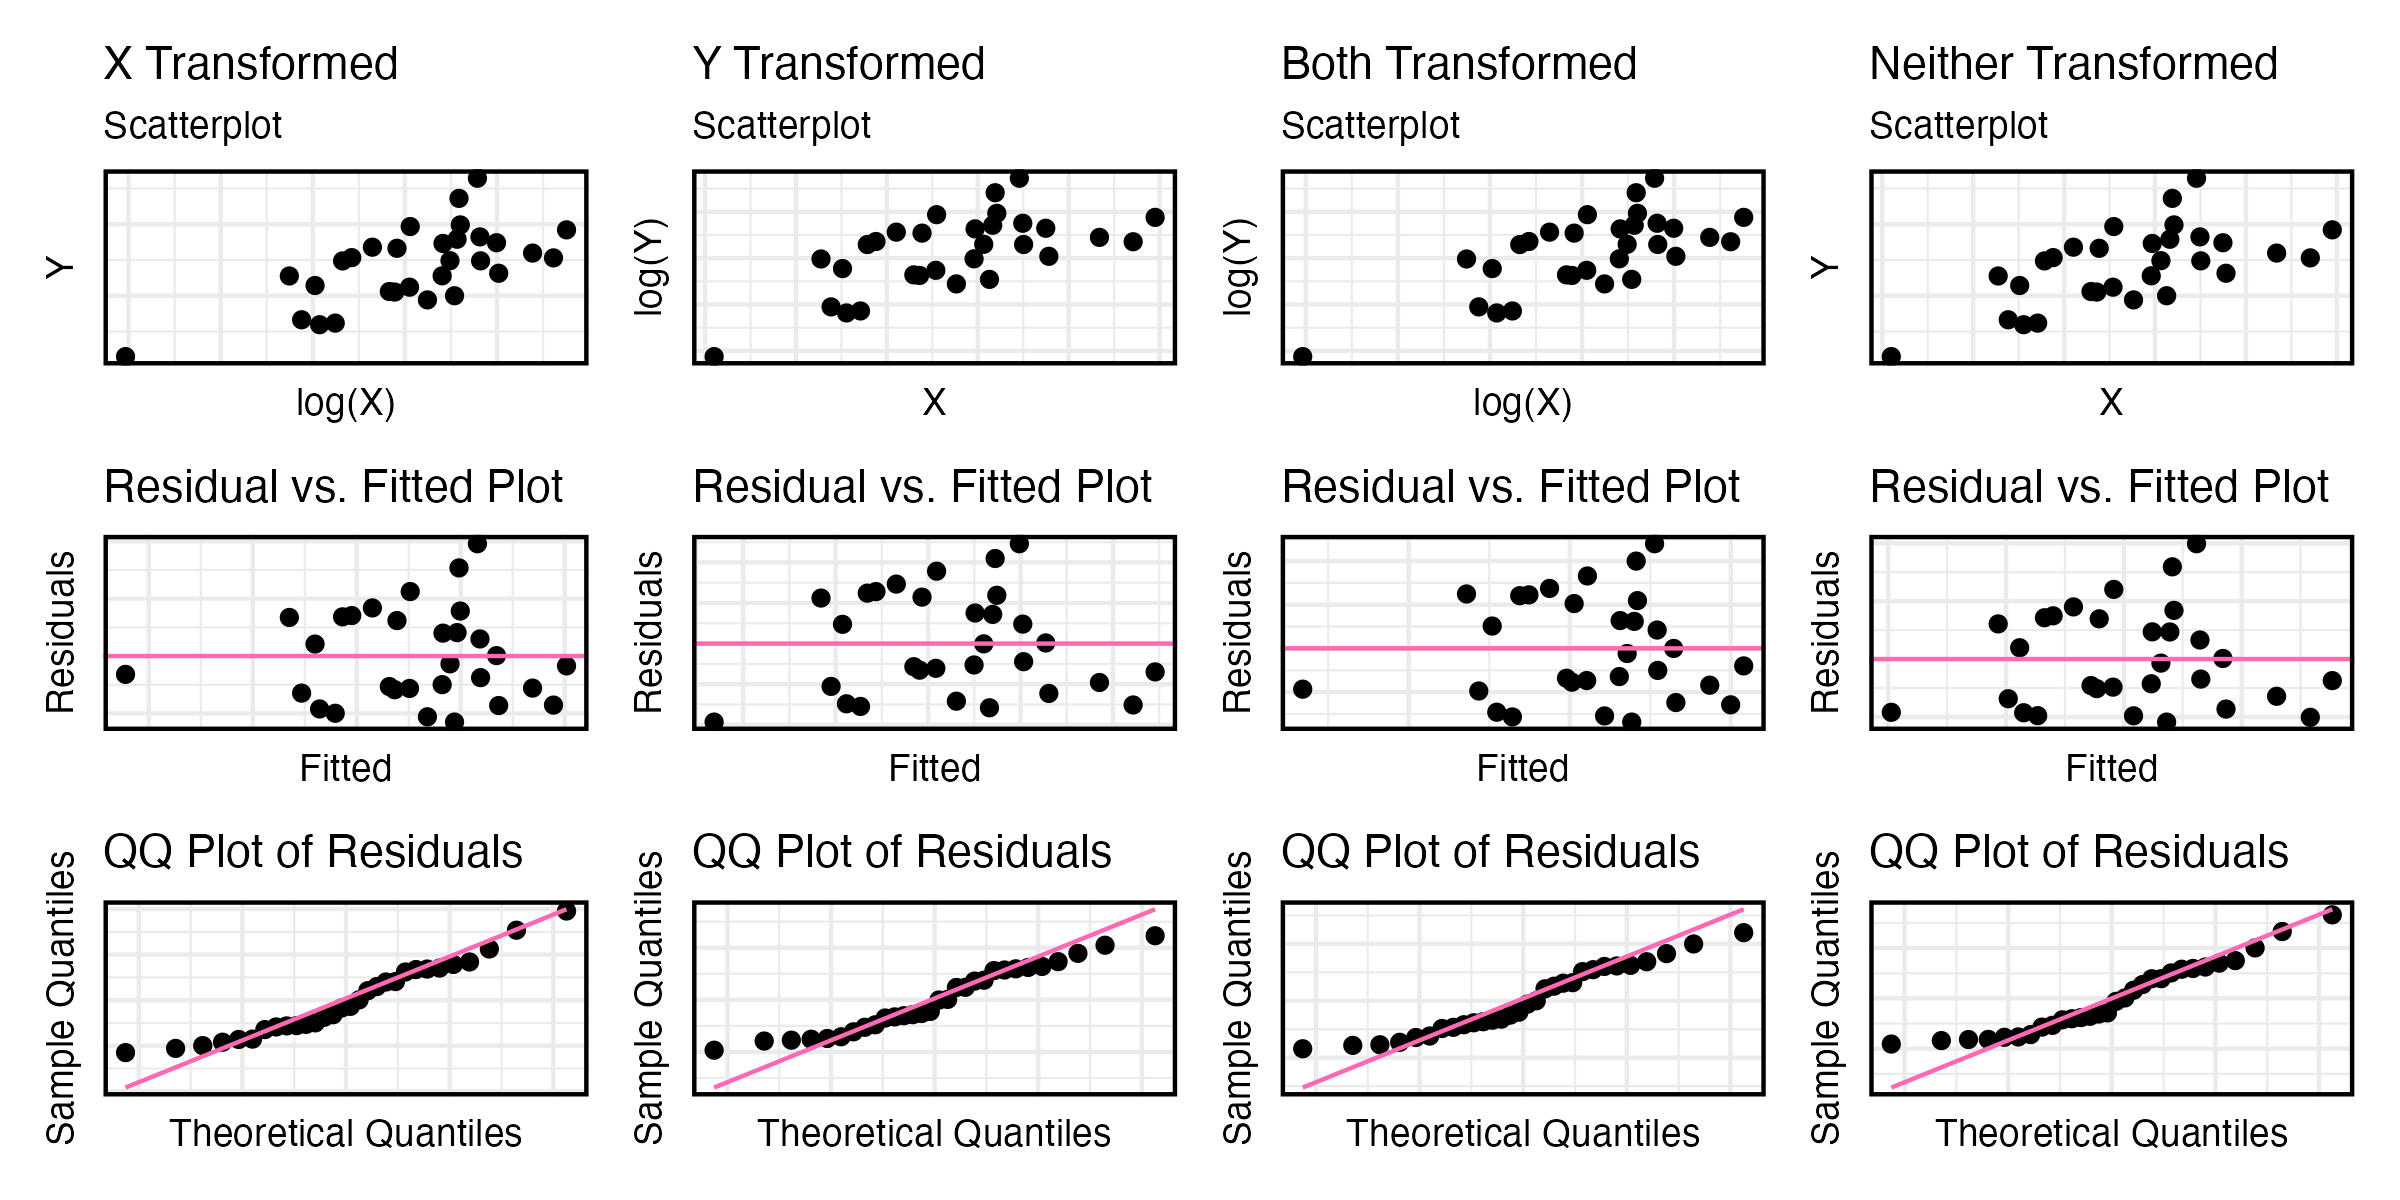 X Transformed
Scatterplot
Y
log(X)
Y Transformed
Scatterplot
log(Y)
X
Both Transformed
Scatterplot
log(Y)
log(X)
Neither Transformed
Scatterplot
Y
X
Residual vs. Fitted Plot
Residuals
Fitted
Residual vs. Fitted Plot
Residuals
Fitted
Residual vs. Fitted Plot
Residuals
Fitted
Residual vs. Fitted Plot
Residuals
Fitted
QQ Plot of Residuals
Sample Quantiles
Theoretical Quantiles
QQ Plot of Residuals
Sample Quantiles
Theoretical Quantiles
QQ Plot of Residuals
Sample Quantiles
Theoretical Quantiles
QQ Plot of Residuals
Sample Quantiles
Theoretical Quantiles